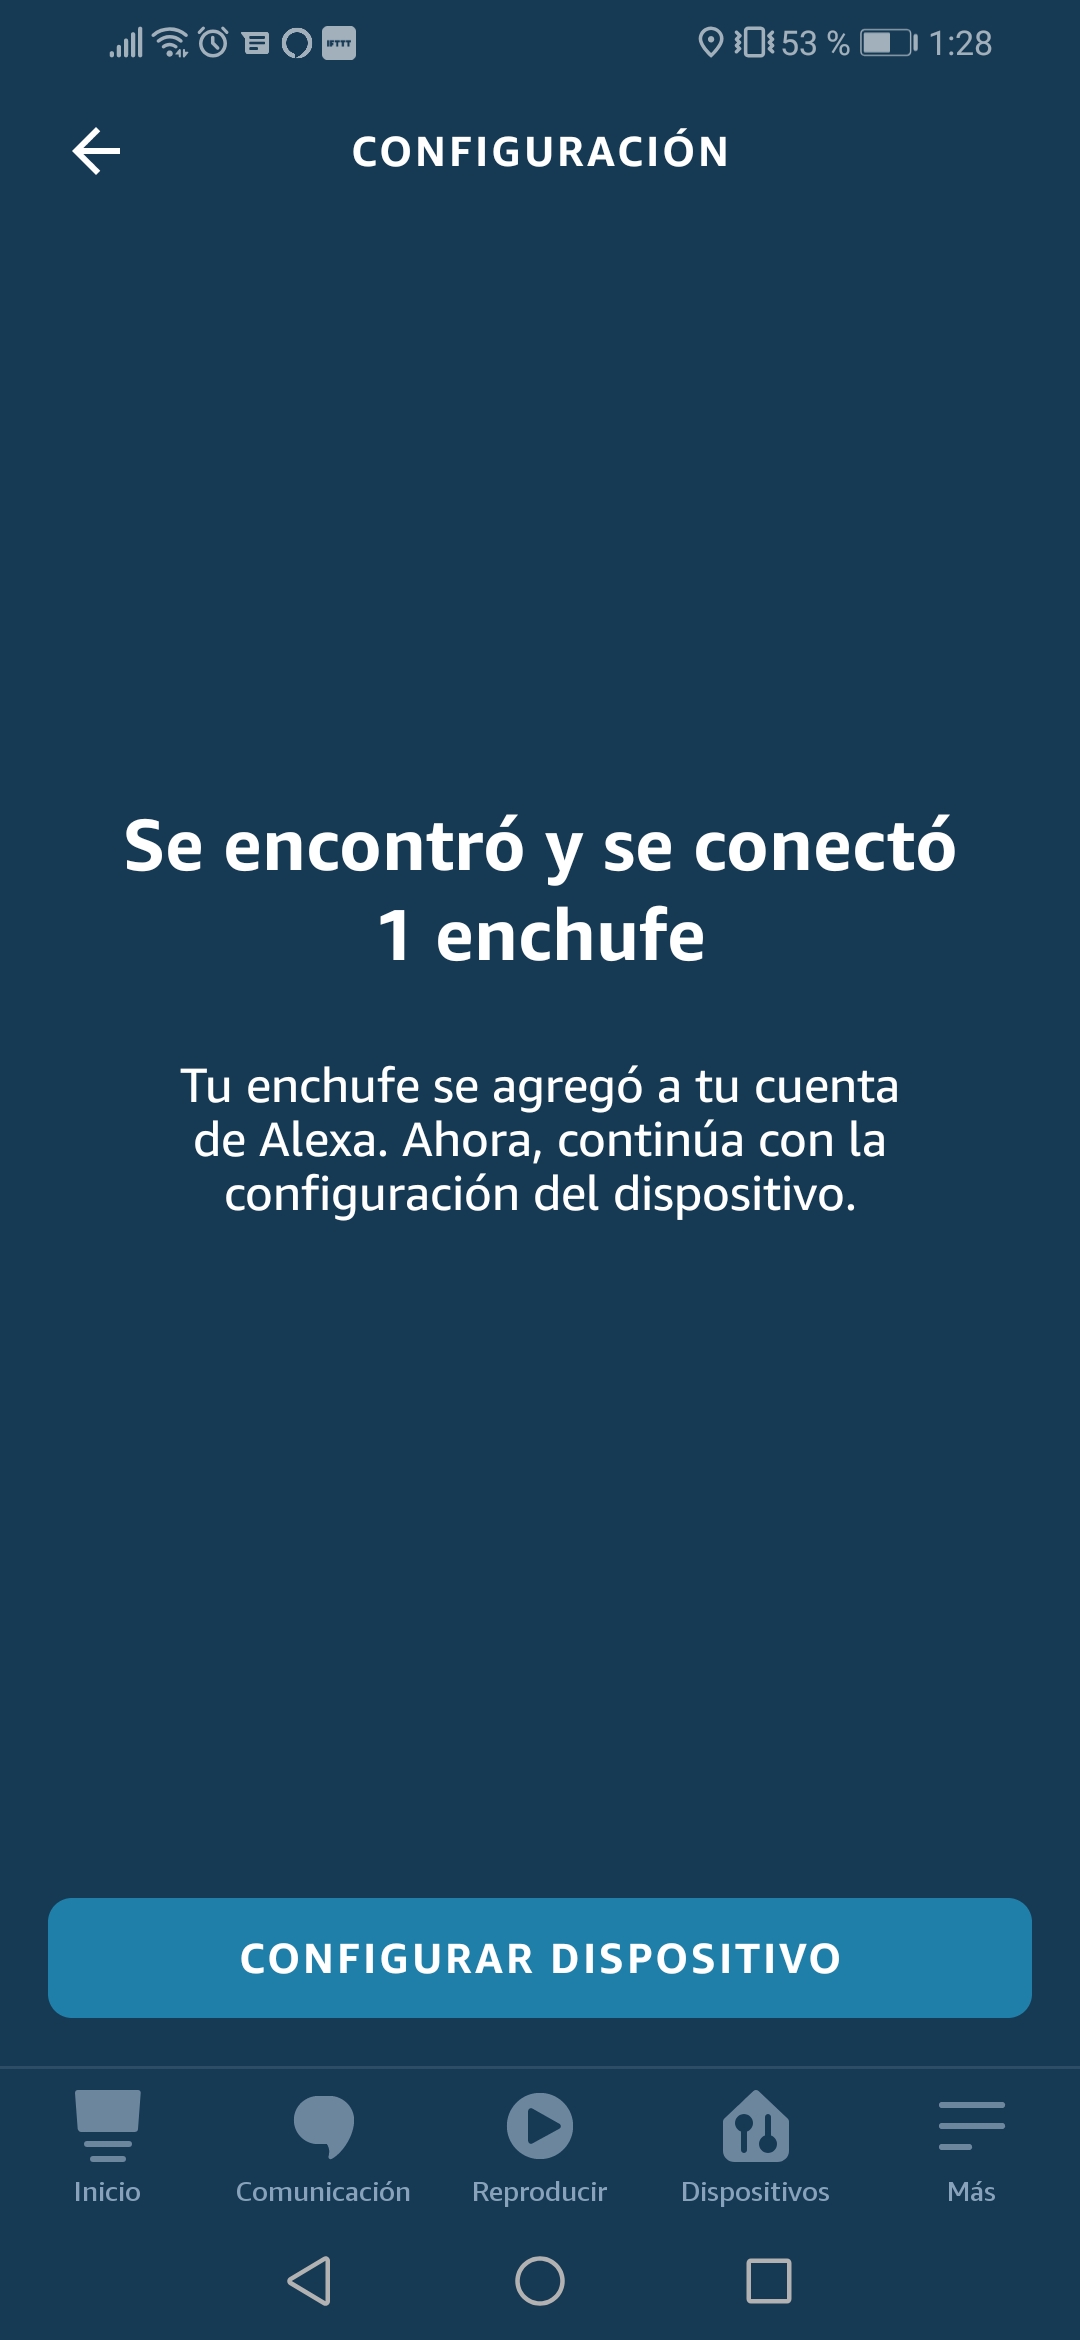 IFTTT
53 %
1:28
CONFIGURACIÓN
Se encontró y se conectó
1 enchufe
Tu enchufe se agregó a tu cuenta
de Alexa. Ahora, continúa con la
configuración del dispositivo.
CONFIGURAR DISPOSITIVO
Inicio
Comunicación
Reproducir
Dispositivos
Más